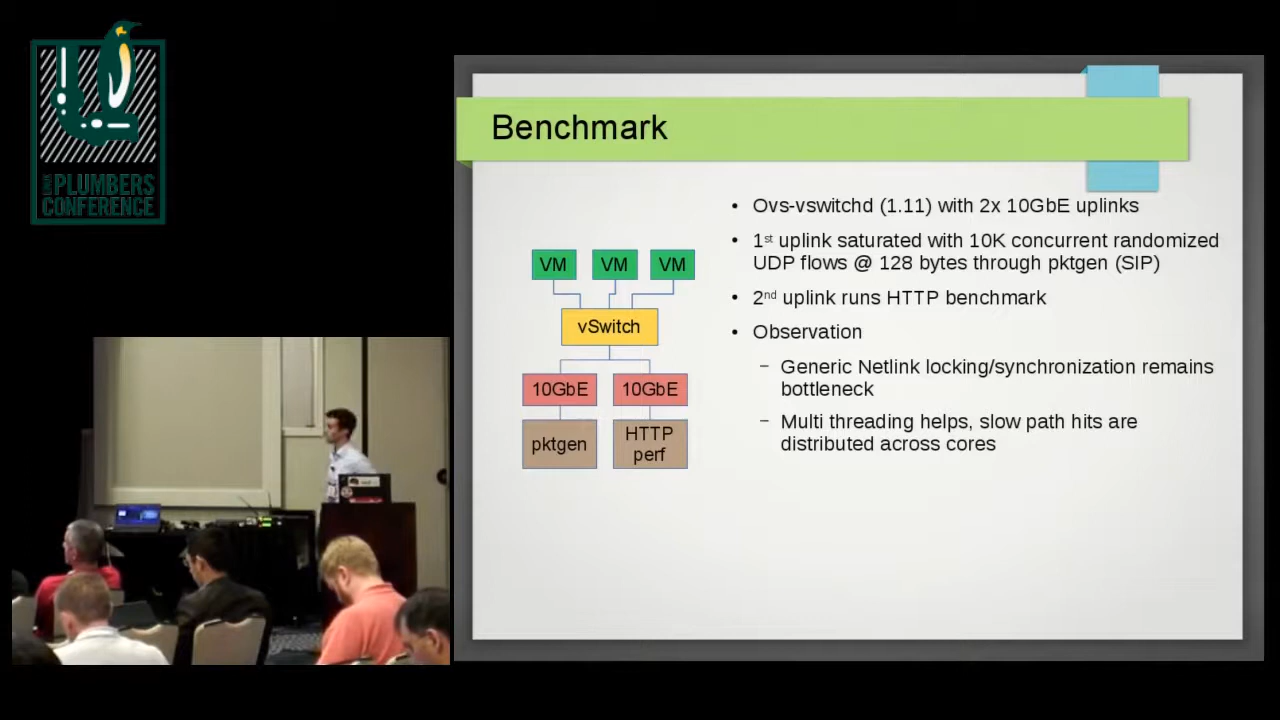 LINUX
PLUMBERS
CONFERENCE
Benchmark
VM VM VM
vSwitch
10GbE 10GbE
pktgen
HTTP
perf
• Ovs-vswitchd (1.11) with 2x 10GbE uplinks
• 1st uplink saturated with 10K concurrent randomized
UDP flows @ 128 bytes through pktgen (SIP)
• 2nd uplink runs HTTP benchmark
• Observation
– Generic Netlink locking/synchronization remains
bottleneck
– Multi threading helps, slow path hits are
distributed across cores